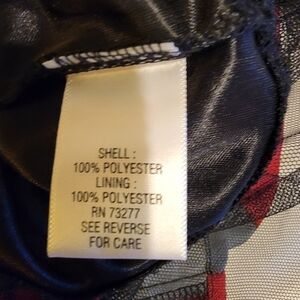 SHELL :
100% POLYESTER
LINING :
100% POLYESTER
RN 73277
SEE REVERSE
FOR CARE